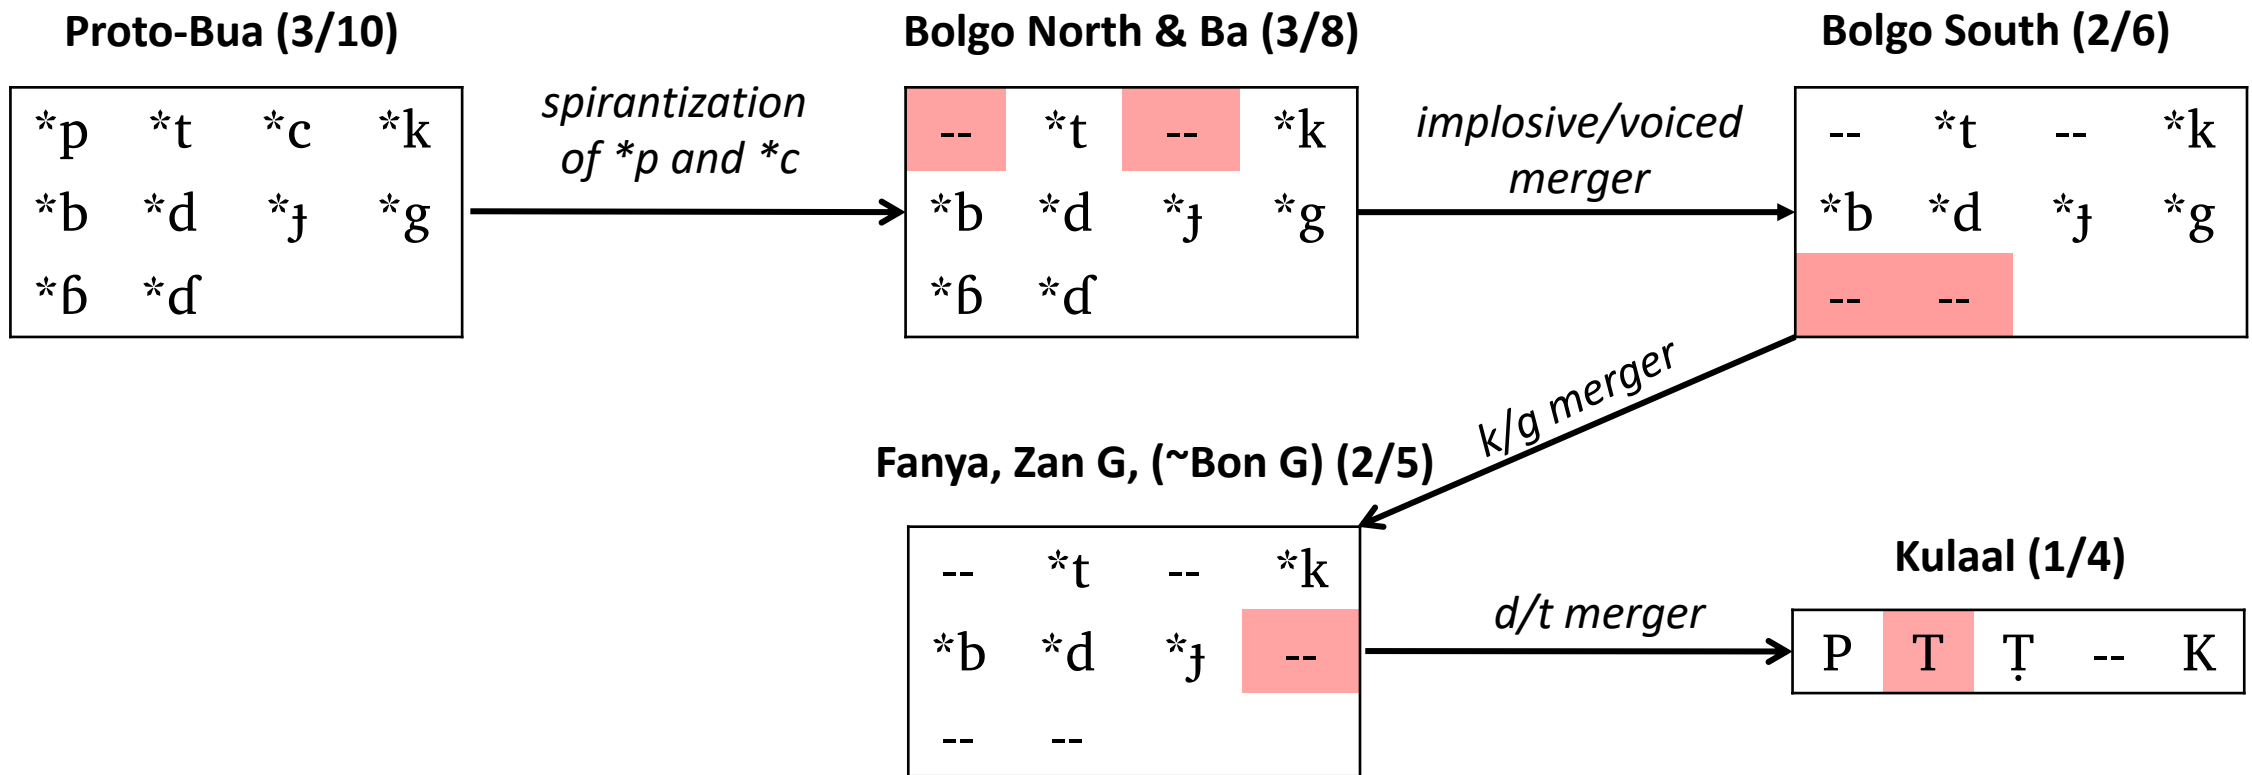 Proto-Bua (3/10)
*p *t *c *k
*b *d *ɟ *g
*ɓ *ɗ
spirantization
of *p and *c
Bolgo North & Ba (3/8)
-- *t -- *k
*b *d *ɟ *g
*ɓ *ɗ
implosive/voiced
merger
Bolgo South (2/6)
-- *t -- *k
*b *d *ɟ *g
-- --
k/g merger
Fanya, Zan G, (~Bon G) (2/5)
-- *t -- *k
*b *d *ɟ --
-- --
d/t merger
Kulaal (1/4)
P T Ṭ -- K